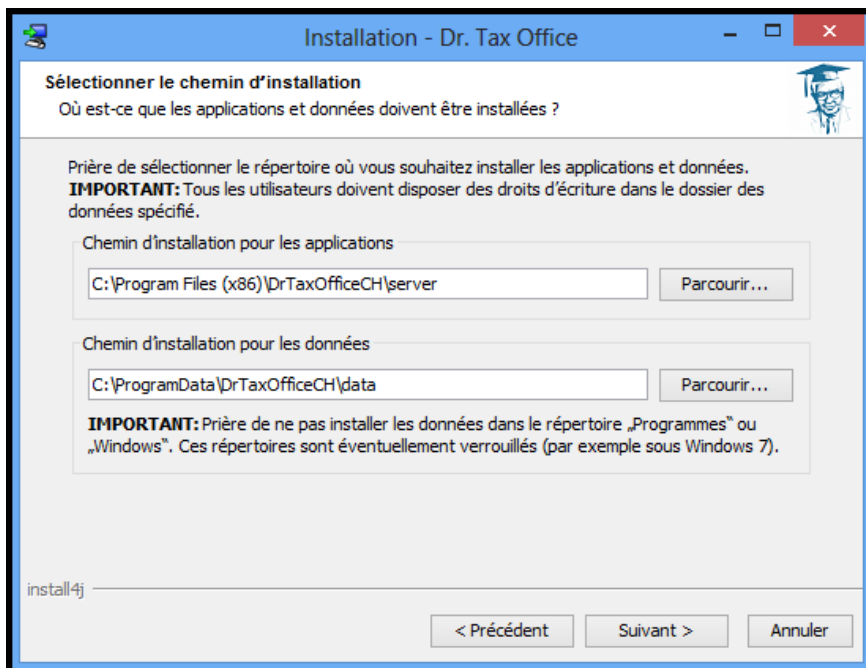 Installation - Dr. Tax Office
Sélectionner le chemin d'installation
Où est-ce que les applications et données doivent être installées ?
Prière de sélectionner le répertoire où vous souhaitez installer les applications et données.
IMPORTANT: Tous les utilisateurs doivent disposer des droits d'écriture dans le dossier des
données spécifié.
Chemin d'installation pour les applications
C:\Program Files (x86)\DrTaxOfficeCH\server
Parcourir...
Chemin d'installation pour les données
C:\ProgramData\DrTaxOfficeCH\data
Parcourir...
IMPORTANT: Prière de ne pas installer les données dans le répertoire „Programmes“ ou
„Windows“. Ces répertoires sont éventuellement verrouillés (par exemple sous Windows 7).
install4j
< Précédent
Suivant >
Annuler